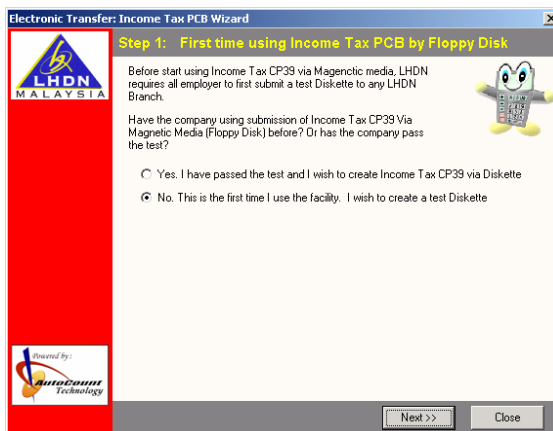 Electronic Transfer: Income Tax PCB Wizard
Step 1: First time using Income Tax PCB by Floppy Disk
LHDN
MALAYSIA
Before start using Income Tax CP39 via Magenctic media, LHDN
requires all employer to first submit a test Diskette to any LHDN
Branch.
Have the company using submission of Income Tax CP39 Via
Magnetic Media (Floppy Disk) before? Or has the company pass
the test?
Yes. I have passed the test and I wish to create Income Tax CP39 via Diskette
No. This is the first time I use the facility. I wish to create a test Diskette
Powered by:
AutoCount
Technology
Next >>
Close